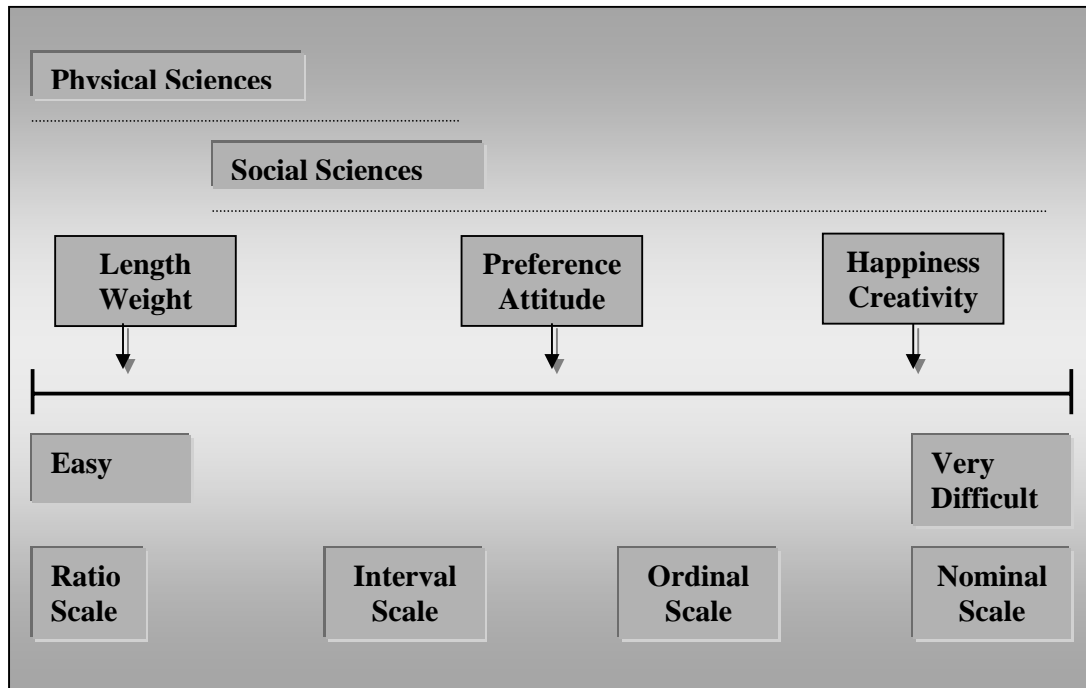 Physical Sciences
Social Sciences
Length
Weight
Preference
Attitude
Happiness
Creativity
Easy
Very
Difficult
Ratio
Scale
Interval
Scale
Ordinal
Scale
Nominal
Scale